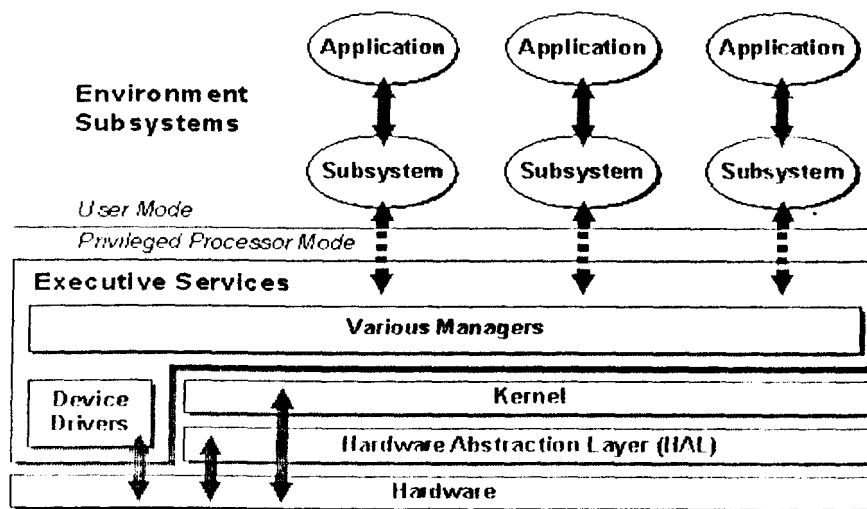 Application Application Application
Environment
Subsystems
Subsystem Subsystem Subsystem
User Mode
Privileged Processor Mode
Executive Services
Various Managers
Device
Drivers
Kernel
Hardware Abstraction Layer (HAL)
Hardware